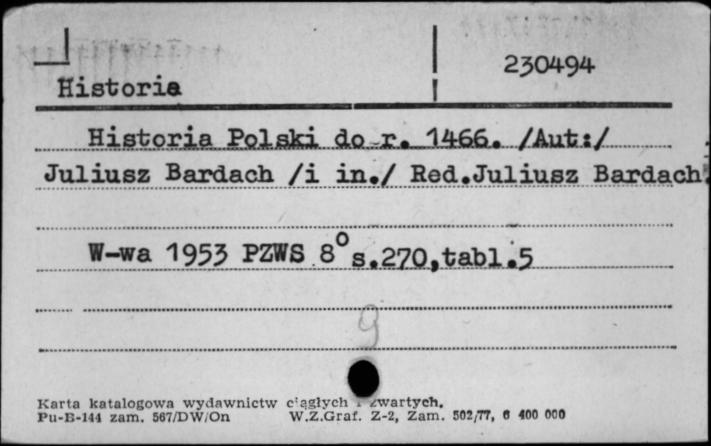 230494
Historia
Historia Polski do r. 1466. /Aut:/
Juliusz Bardach /i in./ Red.Juliusz Bardach.
W-wa 1953 PZWS 8° s.270,tabl.5
9
Karta katalogowa wydawnictw ciągłych i zwartych.
Pu-B-144 zam. 567/DW/On W.Z.Graf. Z-2, Zam. 502/77, 6 400 000